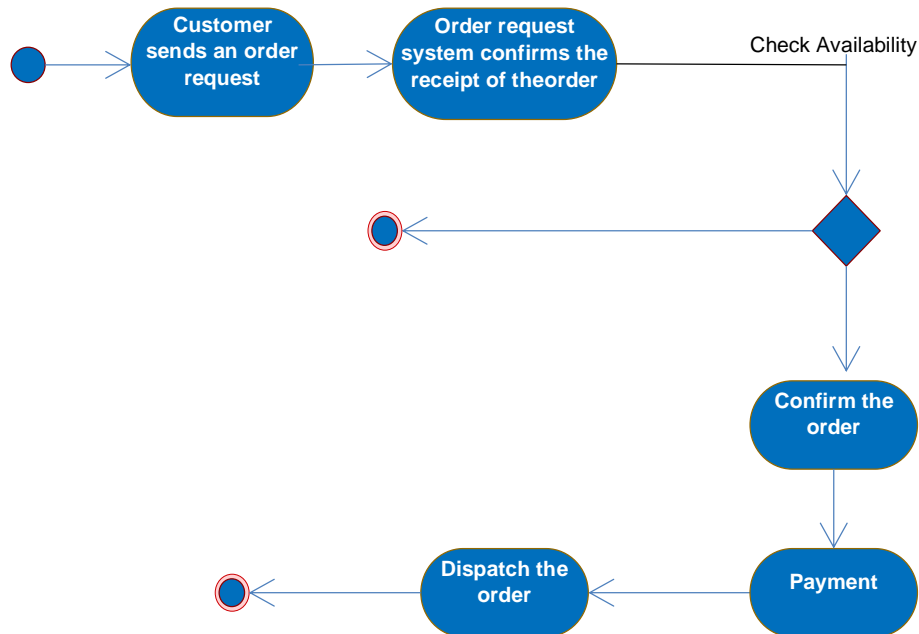 Customer
sends an order
request
Order request
system confirms the
receipt of theorder
Check Availability
Confirm the
order
Payment
Dispatch the
order